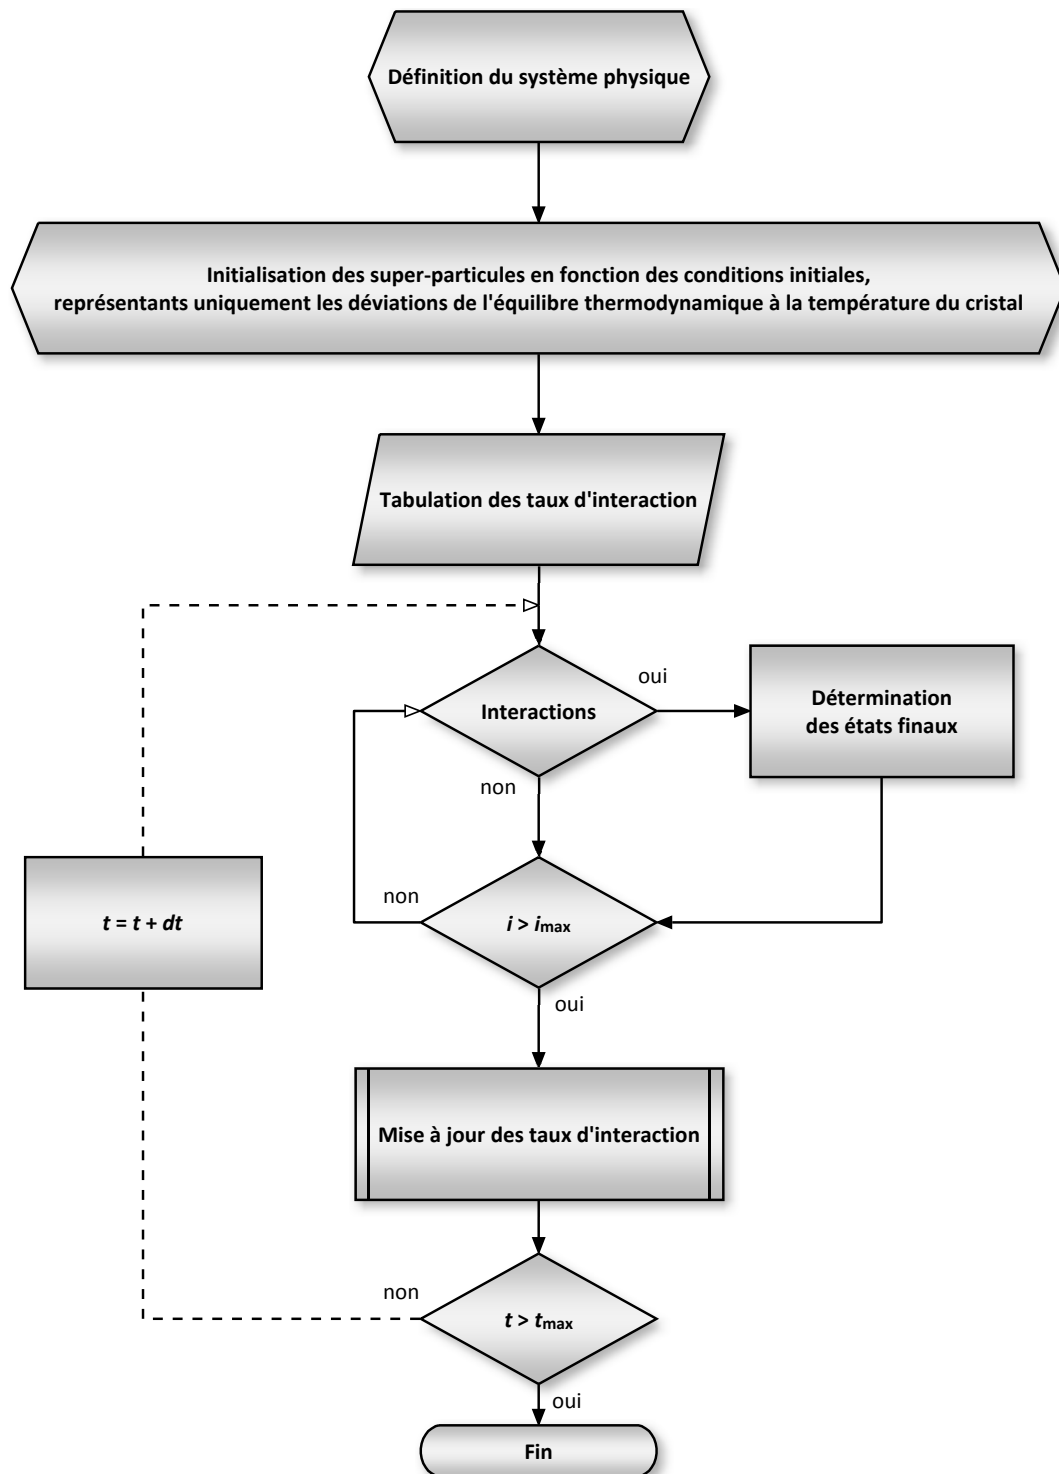 Définition du système physique
Initialisation des super-particules en fonction des conditions initiales,
représentants uniquement les déviations de l'équilibre thermodynamique à la température du cristal
Tabulation des taux d'interaction
oui
Interactions
Détermination
des états finaux
non
non
i > imax
t = t + dt
oui
Mise à jour des taux d'interaction
non
t > tmax
oui
Fin